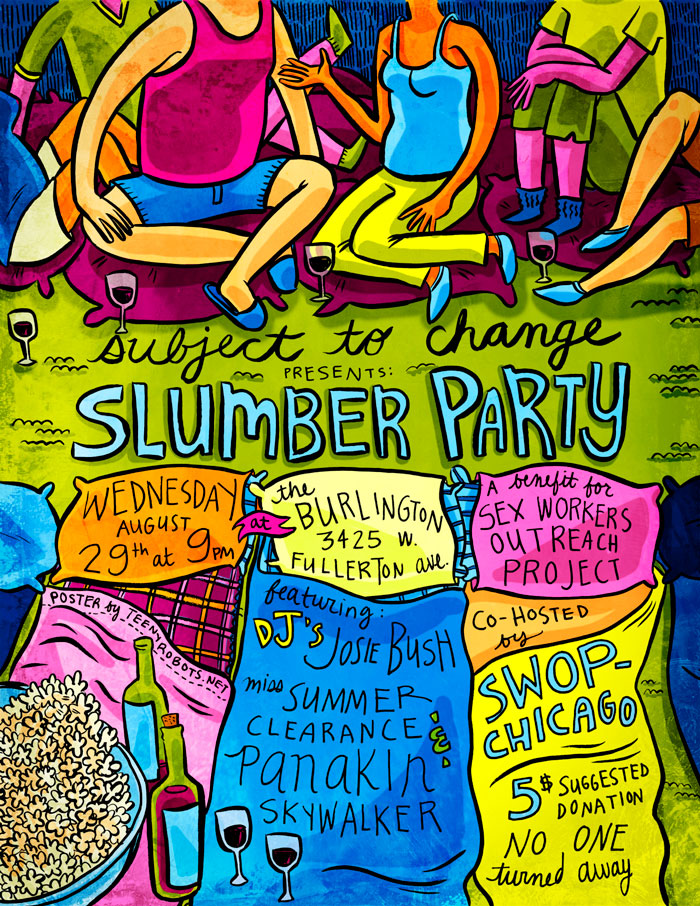 subject to change
PRESENTS:
SLUMBER PARTY
WEDNESDAY
AUGUST
29th at 9PM
at
the
BURLINGTON
3425 W.
FULLERTON ave.
A benefit for
SEX WORKERS
OUTREACH
PROJECT
POSTER by TEENYROBOTS.NET
featuring:
DJ's JOSIE BUSH
miss SUMMER
CLEARANCE &
PANAKIN
SKYWALKER
CO-HOSTED
by
SWOP-
CHICAGO
5$ SUGGESTED
DONATION
NO ONE
turned away